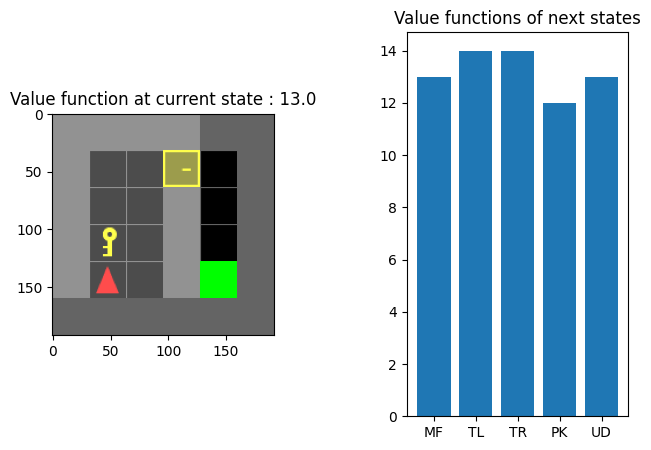 Value functions of next states
Value function at current state : 13.0
0
50
100
150
0
50
100
150
14
12
10
8
6
4
2
0
MF
TL
TR
PK
UD